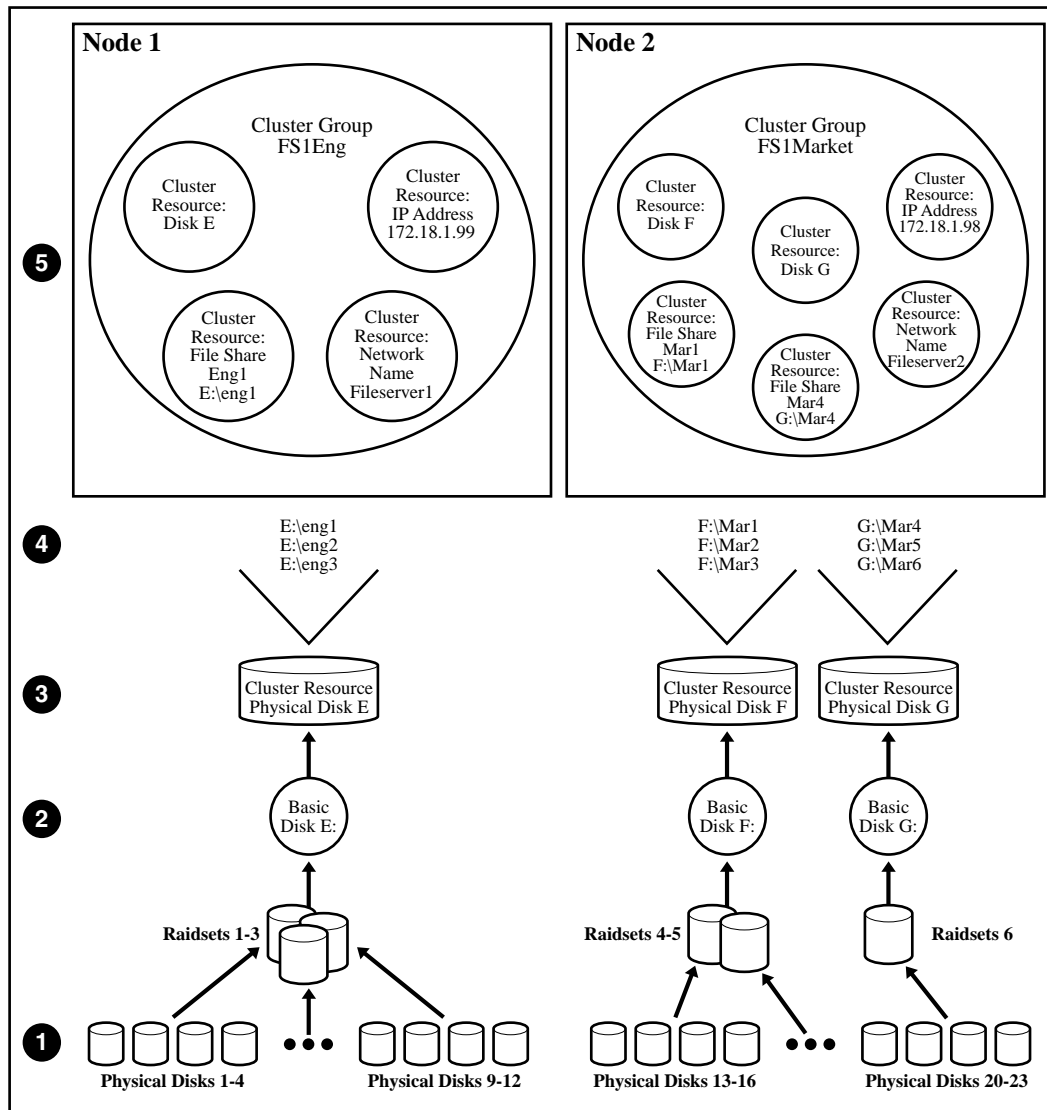 Node 1
Cluster Group
FS1Eng
Cluster
Resource:
Disk E
Cluster
Resource:
IP Address
172.18.1.99
Cluster
Resource:
File Share
Eng1
E:\eng1
Cluster
Resource:
Network
Name
Fileserver1
Node 2
Cluster Group
FS1Market
Cluster
Resource:
Disk F
Cluster
Resource:
Disk G
Cluster
Resource:
IP Address
172.18.1.98
Cluster
Resource:
File Share
Mar1
F:\Mar1
Cluster
Resource:
File Share
Mar4
G:\Mar4
Cluster
Resource:
Network
Name
Fileserver2
5
4
E:\eng1
E:\eng2
E:\eng3
F:\Mar1
F:\Mar2
F:\Mar3
G:\Mar4
G:\Mar5
G:\Mar6
3
Cluster Resource
Physical Disk E
Cluster Resource
Physical Disk F
Cluster Resource
Physical Disk G
2
Basic
Disk E:
Basic
Disk F:
Basic
Disk G:
Raidsets 1-3
Raidsets 4-5
Raidsets 6
1
Physical Disks 1-4
Physical Disks 9-12
Physical Disks 13-16
Physical Disks 20-23